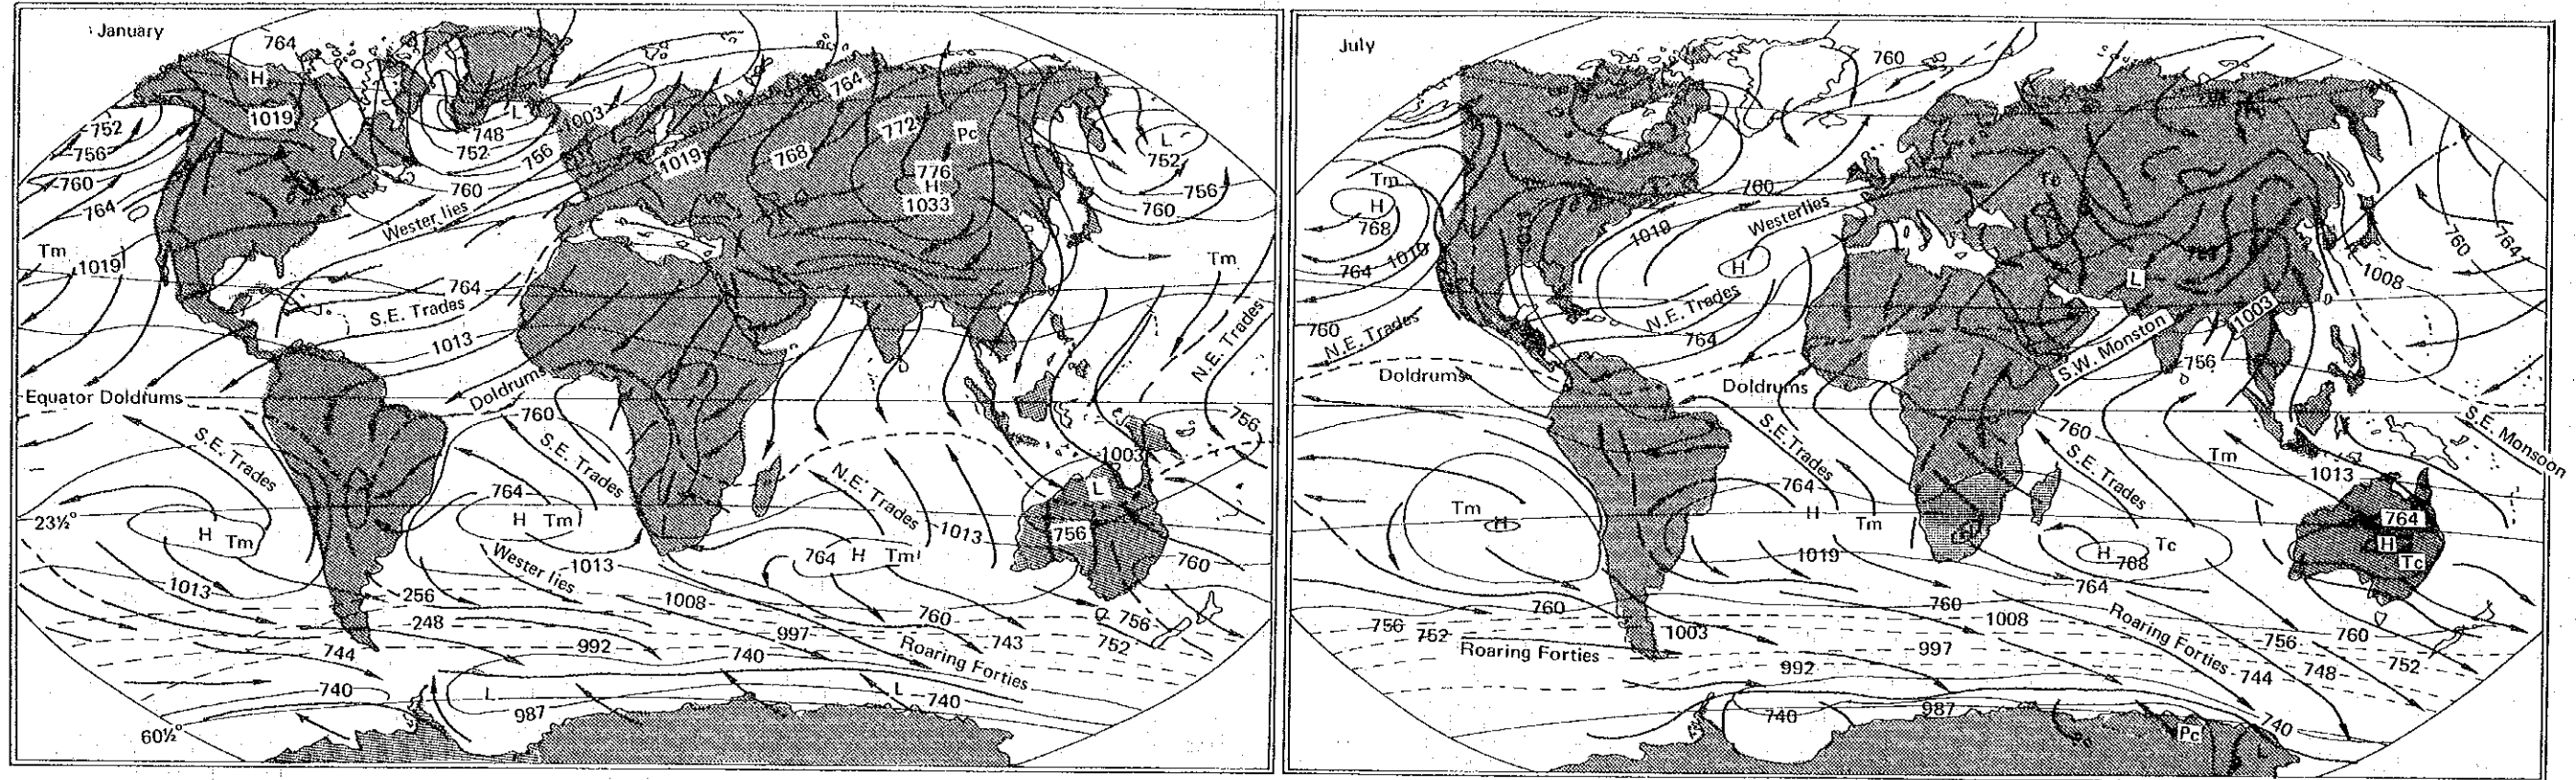 January
764
H
1019
752
756
760
764
Tm
1019
L
748
752
756
1003
760
Wester lies
764
S.E. Trades
1013
764
772
Pc
768
1019
776
H
1033
L
752
756
760
Tm
N.E. Trades
Equator Doldrums
Doldrums
760
756
S.E. Trades
S.E. Trades
N.E. Trades
1003
L
756
764
H Tm
23½°
H Tm
1013
1013
764 H Tm
760
1013
Wester lies
256
248
1008
997
992
744
740
760
743
756
752
Roaring Forties
740
L
987
L
740
60½°
July
760
Tm
H
768
1019
764
760
N.E. Trades
760
1019
Westerlies
H
N.E. Trades
764
Tc
L
1003
S.W. Monston
756
760
764
1008
Doldrums
Doldrums
S.E. Trades
760
S.E. Trades
Tm
1013
S.E. Monsoon
Tm
H
764
H
Tm
1019
H
H
768
Tc
764
764
H
Tc
760
756
752
1003
Roaring Forties
760
1008
997
992
Roaring Forties
756
760
748
752
744
740
987
740
Pc
L